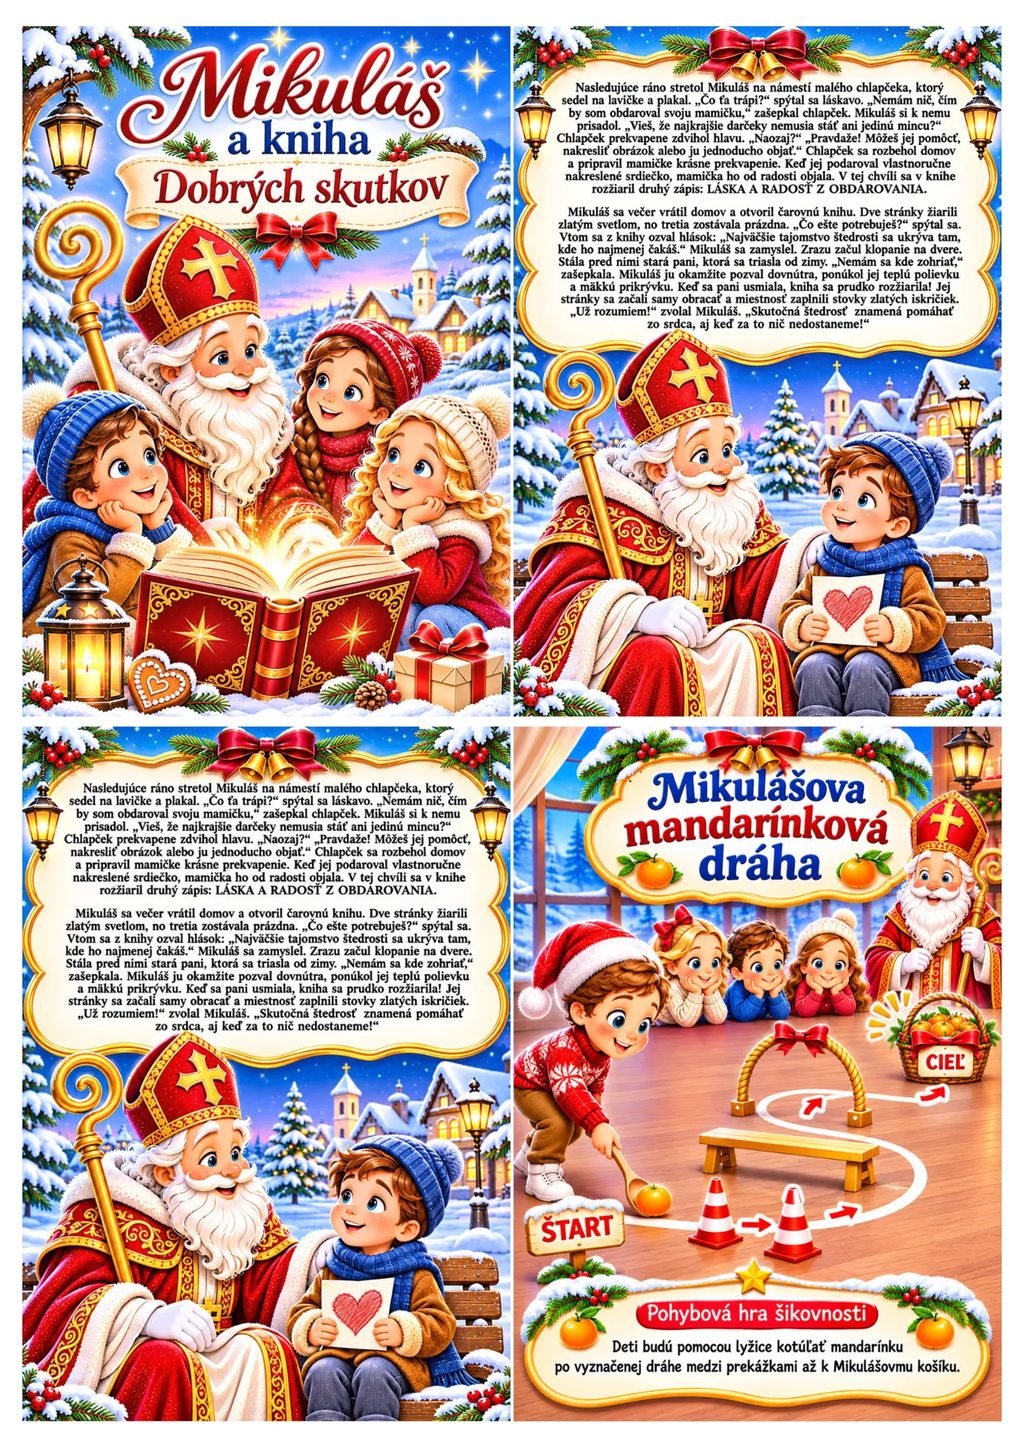 Mikuláš
a kniha
Dobrých skutkov
Nasledujúce ráno stretol Mikuláš na námestí malého chlapčeka, ktorý
sedel na lavičke a plakal. „Čo ťa trápi?“ spýtal sa láskavo. „Nemám nič, čím
by som obdaroval svoju mamičku,“ zašepkal chlapček. Mikuláš si k nemu
prisadol. „Vieš, že najkrajšie darčeky nemusia stáť ani jedinú mincu?“
Chlapček prekvapene zdvihol hlavu. „Naozaj?“ „Pravdaže! Môžeš jej pomôcť,
nakresliť obrázok alebo ju jednoducho objať.“ Chlapček sa rozbehol domov
a pripravil mamičke krásne prekvapenie. Keď jej podaroval vlastnoručne
nakreslené srdiečko, mamička ho od radosti objala. V tej chvíli sa v knihe
rozžiaril druhý zápis: LÁSKA A RADOSŤ Z OBDAROVANIA.
Mikuláš sa večer vrátil domov a otvoril čarovnú knihu. Dve stránky žiarili
zlatým svetlom, no tretia zostávala prázdna. „Čo ešte potrebuješ?“ spýtal sa.
Vtom sa z knihy ozval hlások: „Najväčšie tajomstvo štedrosti sa ukrýva tam,
kde ho najmenej čakáš.“ Mikuláš sa zamyslel. Zrazu začul klopanie na dvere.
Stála pred nimi stará pani, ktorá sa triasla od zimy. „Nemám sa kde zohriať,“
zašepkala. Mikuláš ju okamžite pozval dovnútra, ponúkol jej teplú polievku
a mäkkú prikrývku. Keď sa pani usmiala, kniha sa prudko rozžiarila! Jej
stránky sa začali samy obracať a miestnosť zaplnili stovky zlatých iskričiek.
„Už rozumiem!“ zvolal Mikuláš. „Skutočná štedrosť znamená pomáhať
zo srdca, aj keď za to nič nedostaneme!“
Nasledujúce ráno stretol Mikuláš na námestí malého chlapčeka, ktorý
sedel na lavičke a plakal. „Čo ťa trápi?“ spýtal sa láskavo. „Nemám nič, čím
by som obdaroval svoju mamičku,“ zašepkal chlapček. Mikuláš si k nemu
prisadol. „Vieš, že najkrajšie darčeky nemusia stáť ani jedinú mincu?“
Chlapček prekvapene zdvihol hlavu. „Naozaj?“ „Pravdaže! Môžeš jej pomôcť,
nakresliť obrázok alebo ju jednoducho objať.“ Chlapček sa rozbehol domov
a pripravil mamičke krásne prekvapenie. Keď jej podaroval vlastnoručne
nakreslené srdiečko, mamička ho od radosti objala. V tej chvíli sa v knihe
rozžiaril druhý zápis: LÁSKA A RADOSŤ Z OBDAROVANIA.
Mikuláš sa večer vrátil domov a otvoril čarovnú knihu. Dve stránky žiarili
zlatým svetlom, no tretia zostávala prázdna. „Čo ešte potrebuješ?“ spýtal sa.
Vtom sa z knihy ozval hlások: „Najväčšie tajomstvo štedrosti sa ukrýva tam,
kde ho najmenej čakáš.“ Mikuláš sa zamyslel. Zrazu začul klopanie na dvere.
Stála pred nimi stará pani, ktorá sa triasla od zimy. „Nemám sa kde zohriať,“
zašepkala. Mikuláš ju okamžite pozval dovnútra, ponúkol jej teplú polievku
a mäkkú prikrývku. Keď sa pani usmiala, kniha sa prudko rozžiarila! Jej
stránky sa začali samy obracať a miestnosť zaplnili stovky zlatých iskričiek.
„Už rozumiem!“ zvolal Mikuláš. „Skutočná štedrosť znamená pomáhať
zo srdca, aj keď za to nič nedostaneme!“
Mikulášova
mandarínková
dráha
CIEĽ
ŠTART
Pohybová hra šikovnosti
Deti budú pomocou lyžice kotúľať mandarínku
po vyznačenej dráhe medzi prekážkami až k Mikulášovmu košíku.